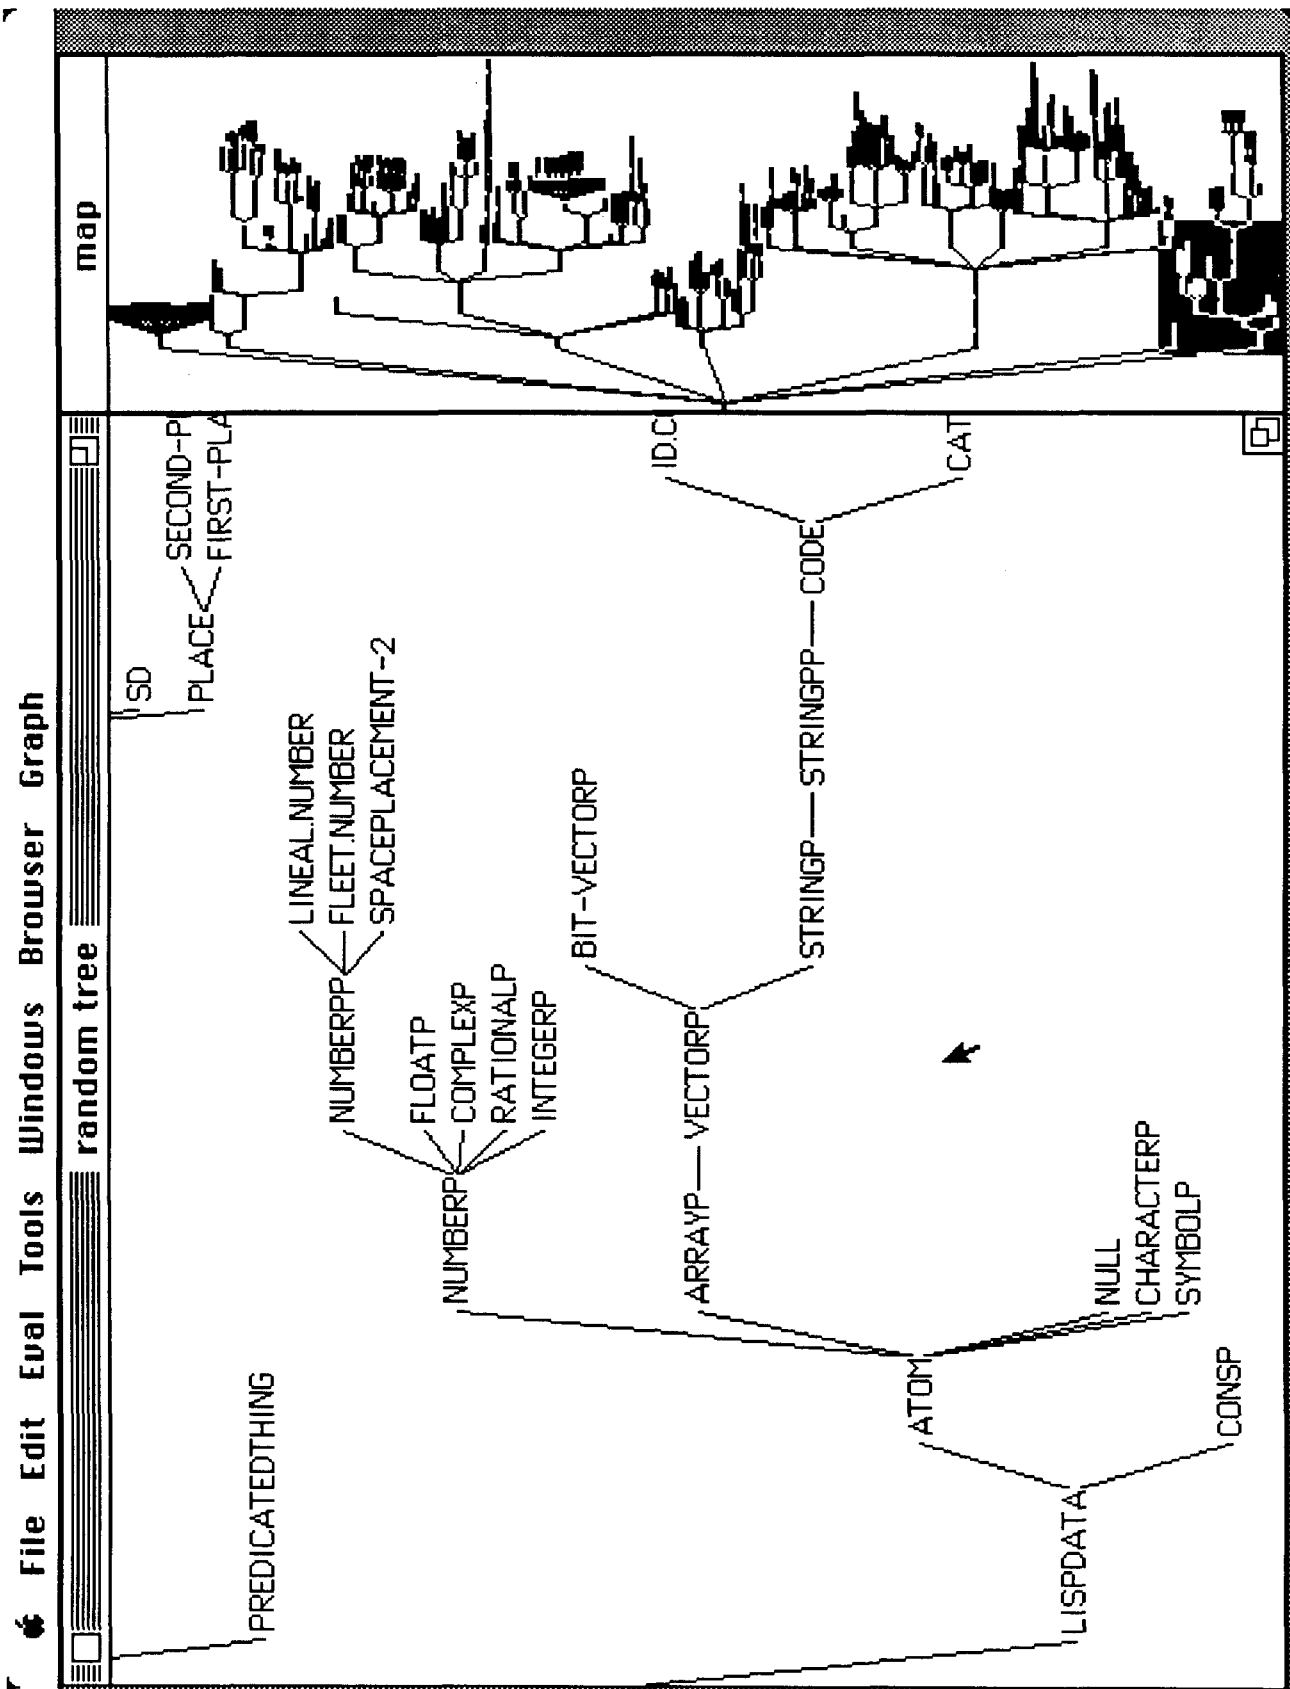 File Edit Eval Tools Windows Browser Graph
random tree
map
SD
SECOND-P
PLACE
FIRST-PLA
PREDICATEDTHING
LINEAL.NUMBER
NUMBERPP
FLEET.NUMBER
SPACEPLACEMENT-2
FLOATP
NUMBERP
COMPLEXP
RATIONALP
INTEGERP
BIT-VECTORP
ID.C
ARRAYP
VECTORP
STRINGP
STRINGPP
CODE
ATOM
CAT
LISPDATA
NULL
CHARACTERP
SYMBOLP
CONSP